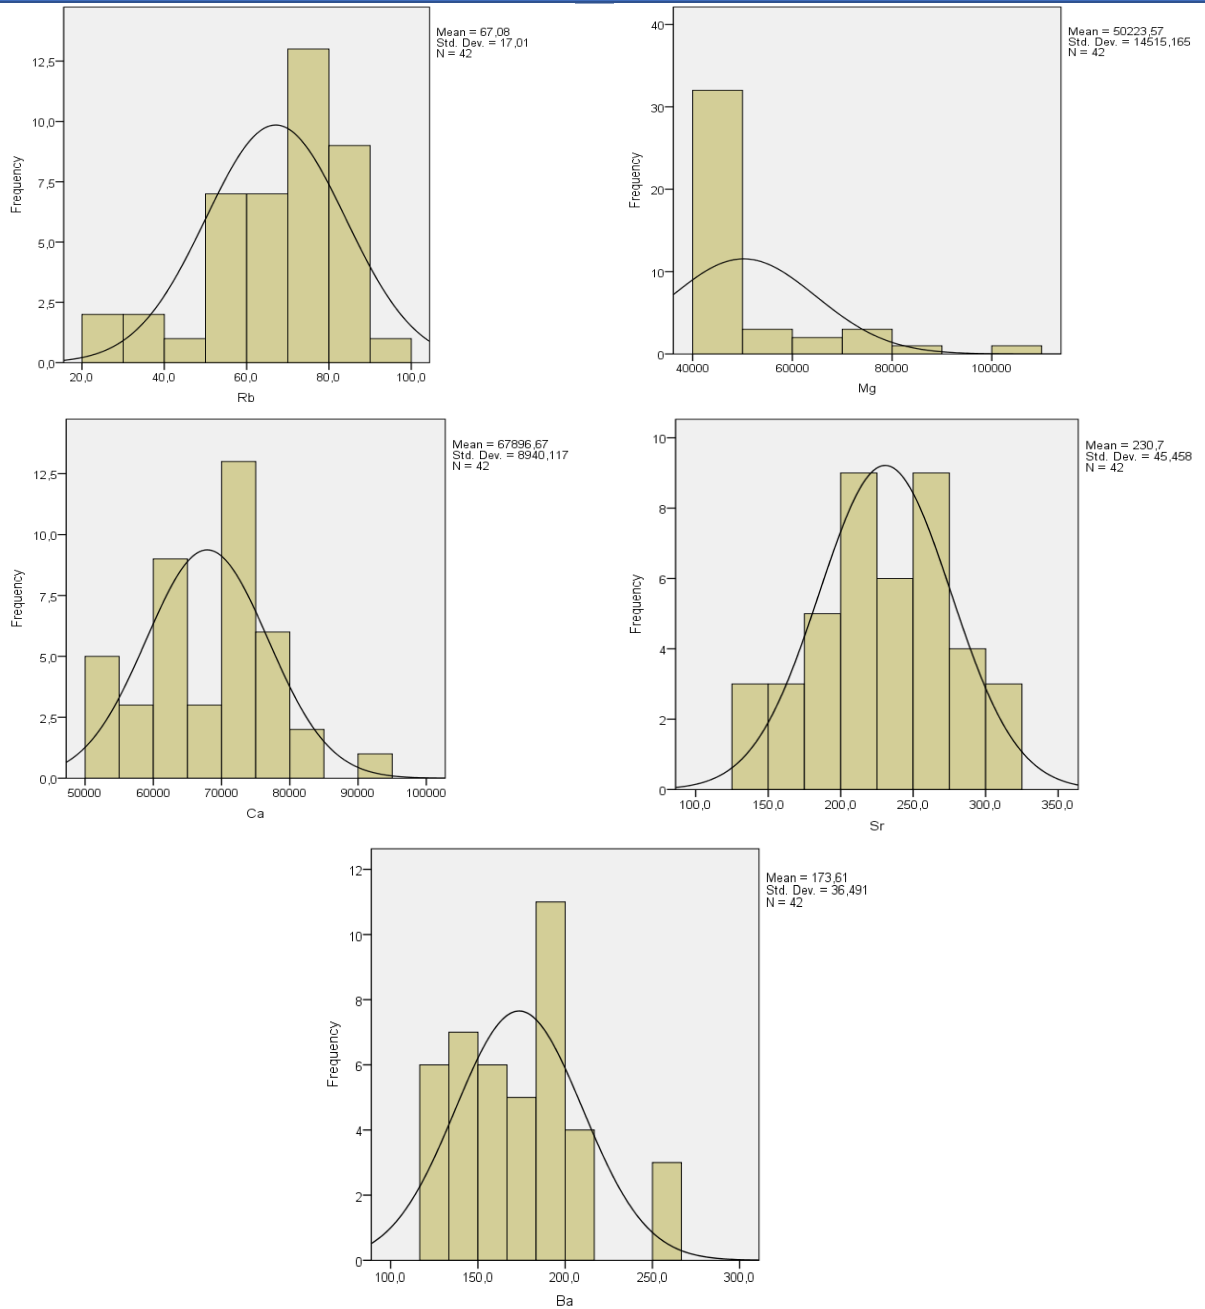 Mean = 67,08
Std. Dev. = 17,01
N = 42
12,5
10,0
7,5
5,0
2,5
0,0
Frequency
20,0 40,0 60,0 80,0 100,0
Rb
Mean = 50223,57
Std. Dev. = 14515,165
N = 42
40
30
20
10
0
Frequency
40000 60000 80000 100000
Mg
Mean = 67896,67
Std. Dev. = 8940,117
N = 42
12,5
10,0
7,5
5,0
2,5
0,0
Frequency
50000 60000 70000 80000 90000 100000
Ca
Mean = 230,7
Std. Dev. = 45,458
N = 42
10
8
6
4
2
0
Frequency
100,0 150,0 200,0 250,0 300,0 350,0
Sr
Mean = 173,61
Std. Dev. = 36,491
N = 42
12
10
8
6
4
2
0
Frequency
100,0 150,0 200,0 250,0 300,0
Ba